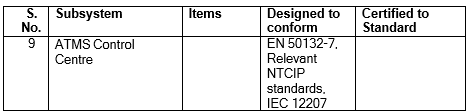 S. No. Subsystem Items Designed to conform Certified to Standard
9 ATMS Control Centre EN 50132-7, Relevant NTCIP standards, IEC 12207